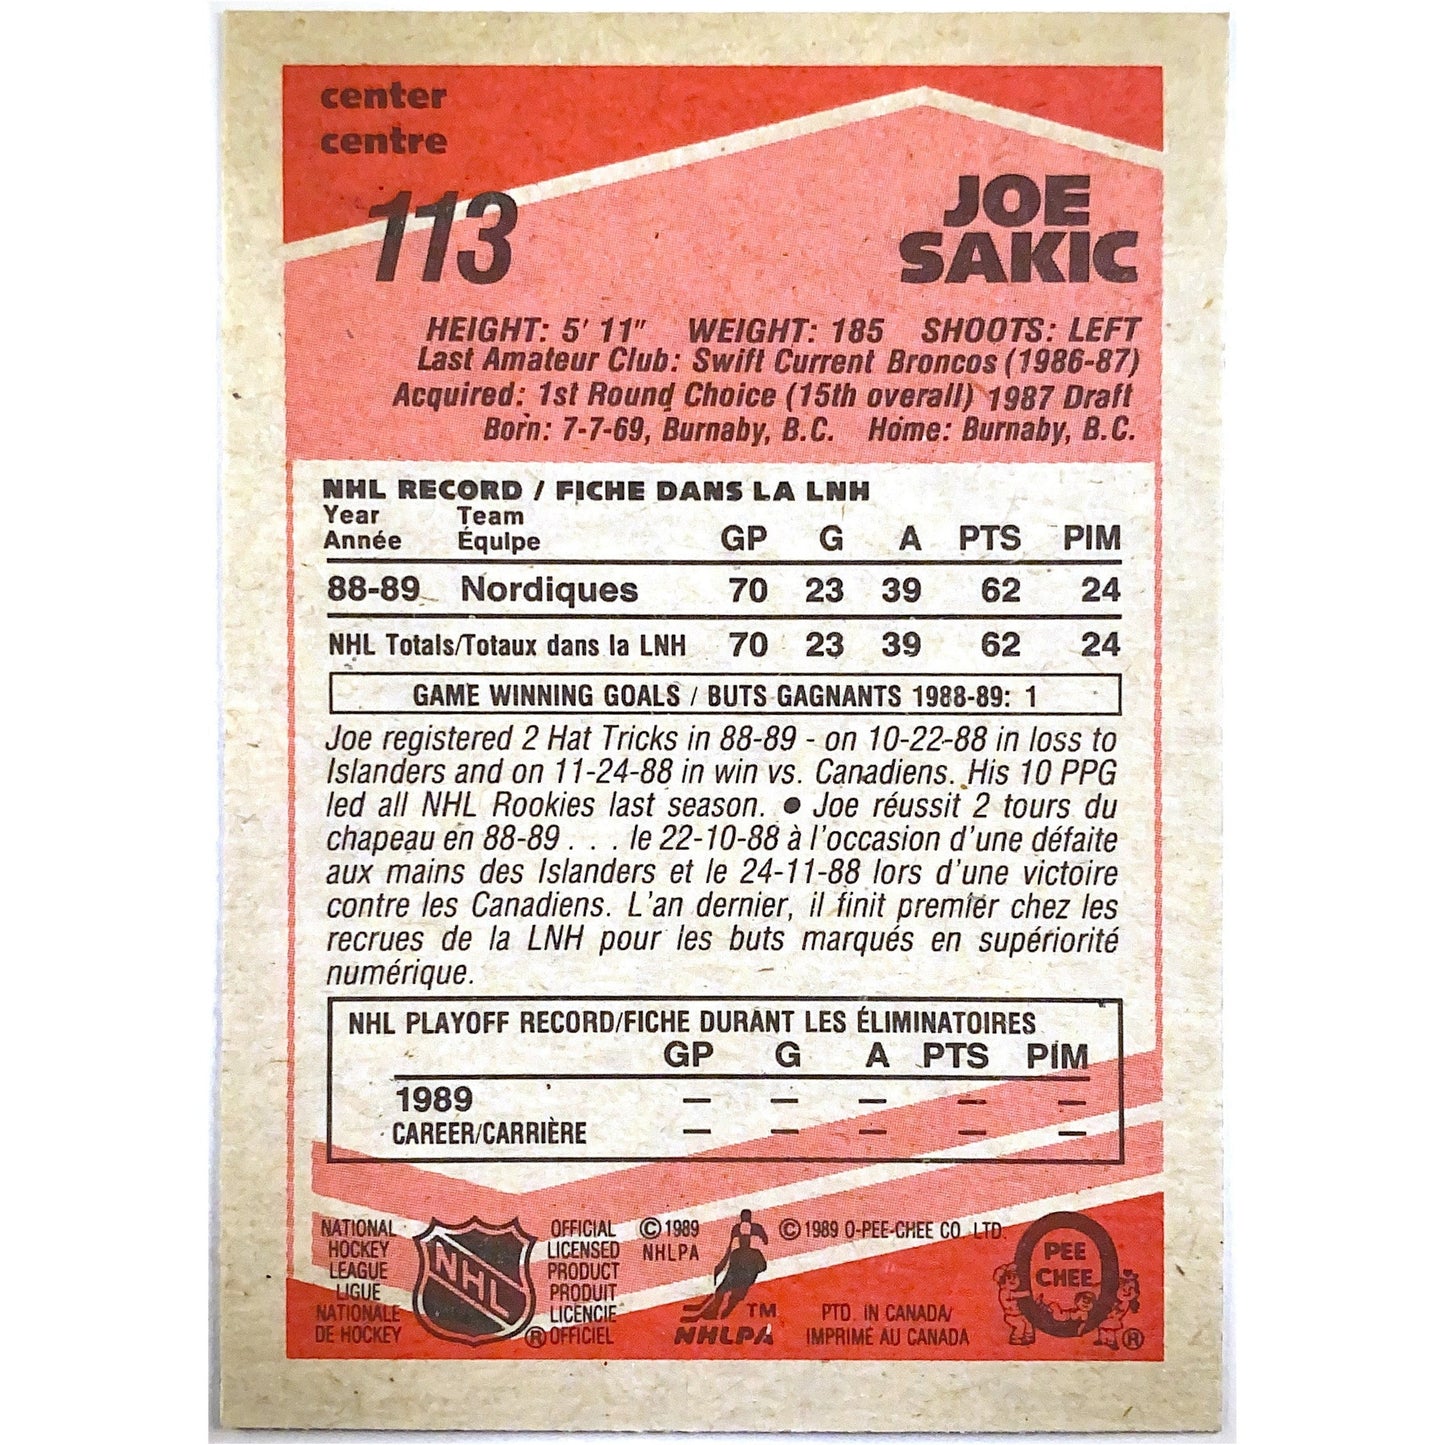 center
centre
113
JOE
SAKIC
HEIGHT: 5' 11" WEIGHT: 185 SHOOTS: LEFT
Last Amateur Club: Swift Current Broncos (1986-87)
Acquired: 1st Round Choice (15th overall) 1987 Draft
Born: 7-7-69, Burnaby, B.C. Home: Burnaby, B.C.
NHL RECORD / FICHE DANS LA LNH
Year Team
Année Équipe GP G A PTS PIM
88-89 Nordiques 70 23 39 62 24
NHL Totals/Totaux dans la LNH 70 23 39 62 24
GAME WINNING GOALS / BUTS GAGNANTS 1988-89: 1
Joe registered 2 Hat Tricks in 88-89 - on 10-22-88 in loss to
Islanders and on 11-24-88 in win vs. Canadiens. His 10 PPG
led all NHL Rookies last season. ● Joe réussit 2 tours du
chapeau en 88-89 . . . le 22-10-88 à l'occasion d'une défaite
aux mains des Islanders et le 24-11-88 lors d'une victoire
contre les Canadiens. L'an dernier, il finit premier chez les
recrues de la LNH pour les buts marqués en supériorité
numérique.
NHL PLAYOFF RECORD/FICHE DURANT LES ÉLIMINATOIRES
GP G A PTS PIM
1989 — — — — —
CAREER/CARRIÈRE — — — — —
NATIONAL
HOCKEY
LEAGUE
LIGUE
NATIONALE
DE HOCKEY
NHL
®
OFFICIAL
LICENSED
PRODUCT
PRODUIT
LICENCIE
OFFICIEL
© 1989
NHLPA
TM
NHLPA
© 1989 O-PEE-CHEE CO. LTD.
PTD. IN CANADA/
IMPRIMÉ AU CANADA
PEE
CHEE
®